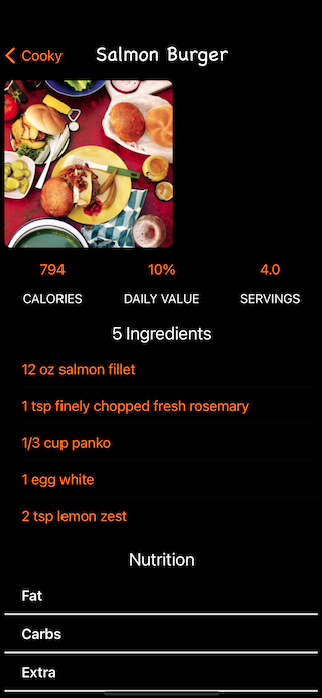 Cooky
Salmon Burger
794 10% 4.0
CALORIES DAILY VALUE SERVINGS
5 Ingredients
12 oz salmon fillet
1 tsp finely chopped fresh rosemary
1/3 cup panko
1 egg white
2 tsp lemon zest
Nutrition
Fat
Carbs
Extra